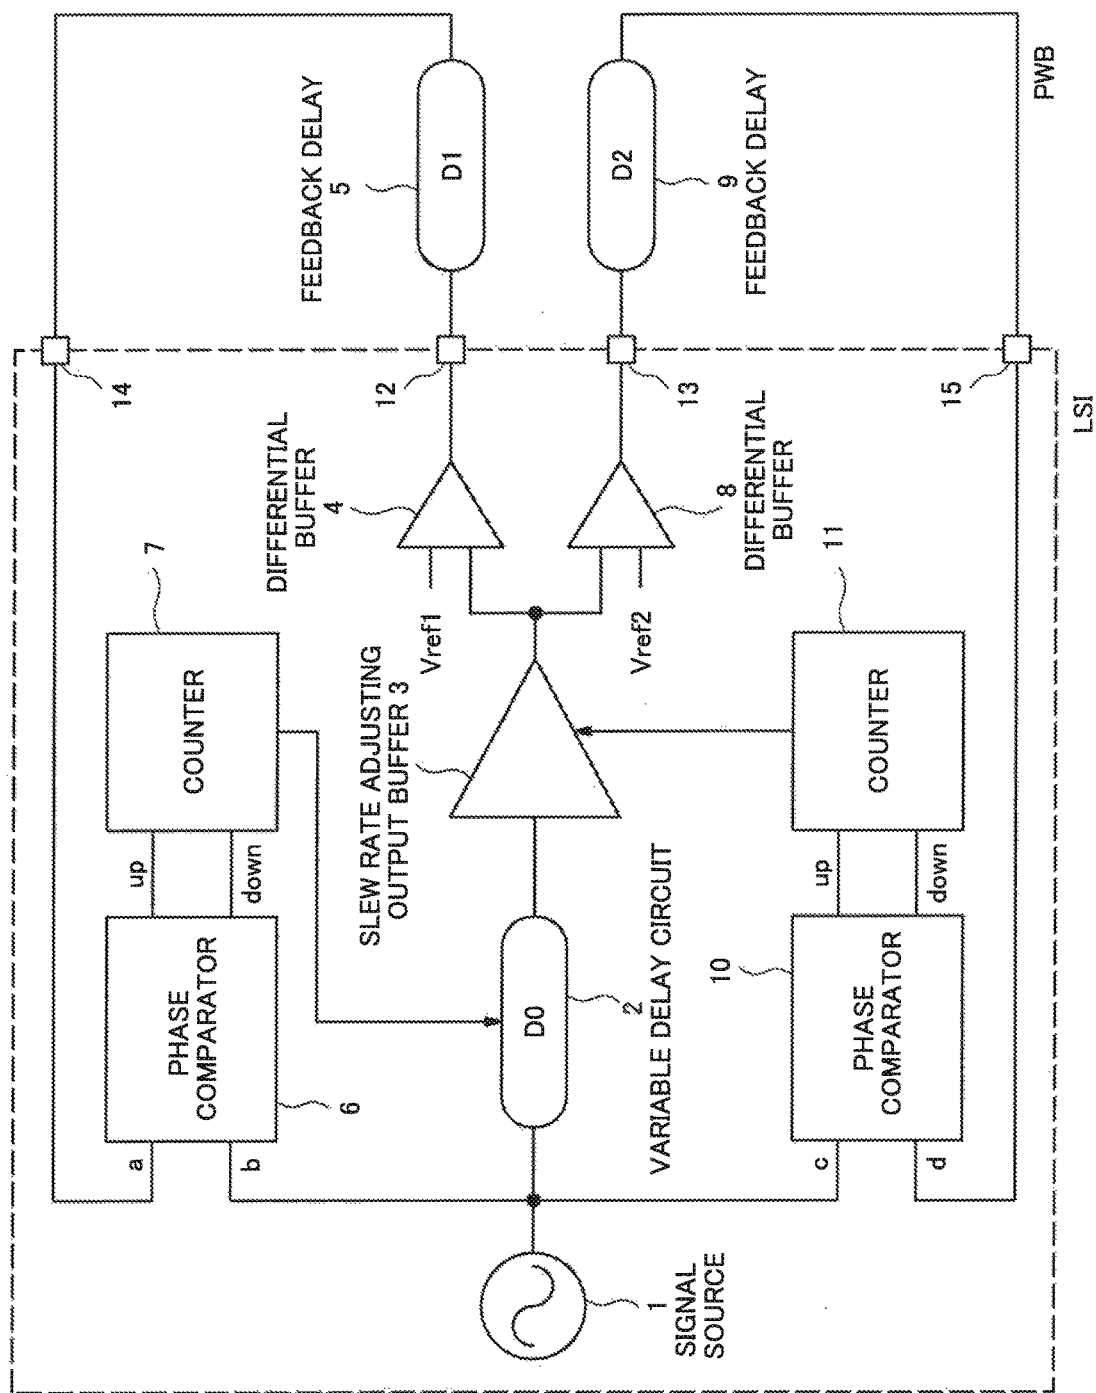 FEEDBACK DELAY
5
D1
D2
9
FEEDBACK DELAY
PWB
14
12
13
15
LSI
DIFFERENTIAL
BUFFER
4
8
DIFFERENTIAL
BUFFER
Vref1
Vref2
7
COUNTER
up
down
PHASE
COMPARATOR
6
a
b
SLEW RATE ADJUSTING
OUTPUT BUFFER 3
D0
2
VARIABLE DELAY CIRCUIT
11
COUNTER
up
down
10
PHASE
COMPARATOR
c
d
1
SIGNAL
SOURCE